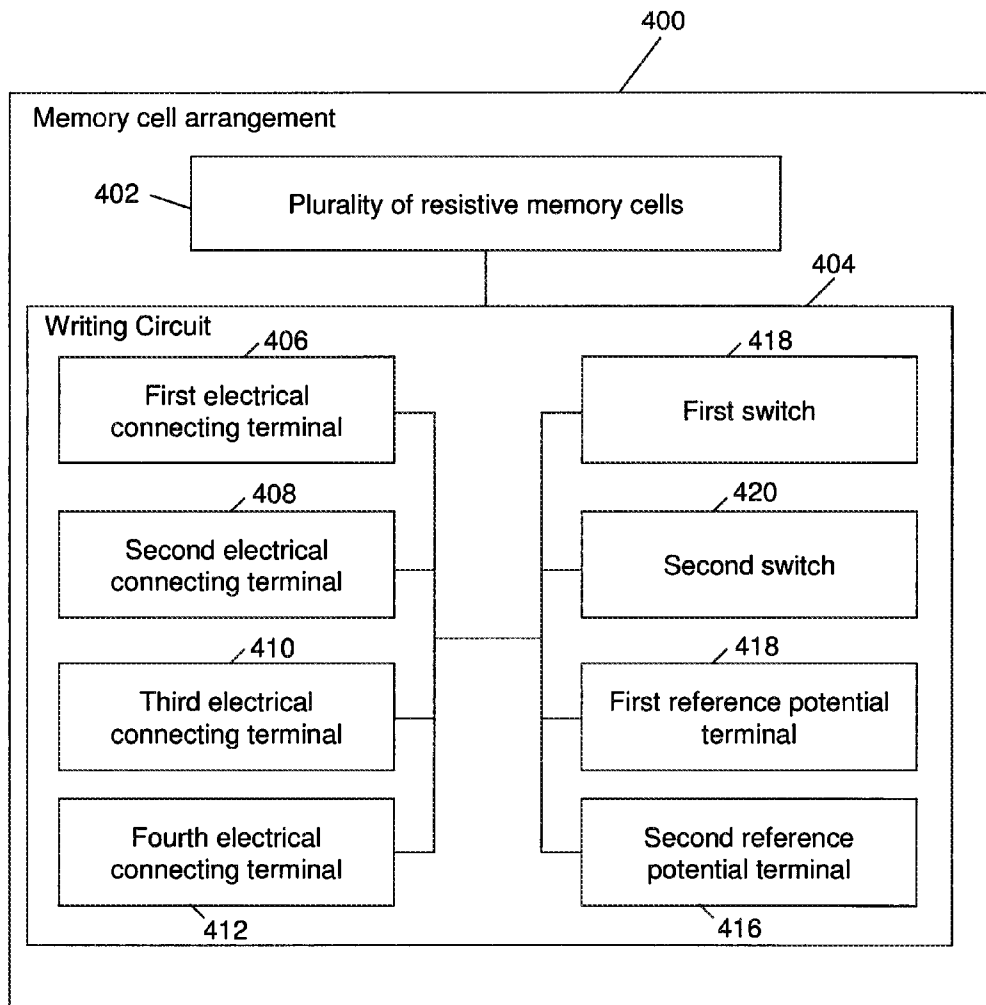 400
Memory cell arrangement
402
Plurality of resistive memory cells
404
Writing Circuit
406
First electrical
connecting terminal
418
First switch
408
Second electrical
connecting terminal
420
Second switch
410
Third electrical
connecting terminal
418
First reference potential
terminal
Fourth electrical
connecting terminal
412
Second reference
potential terminal
416